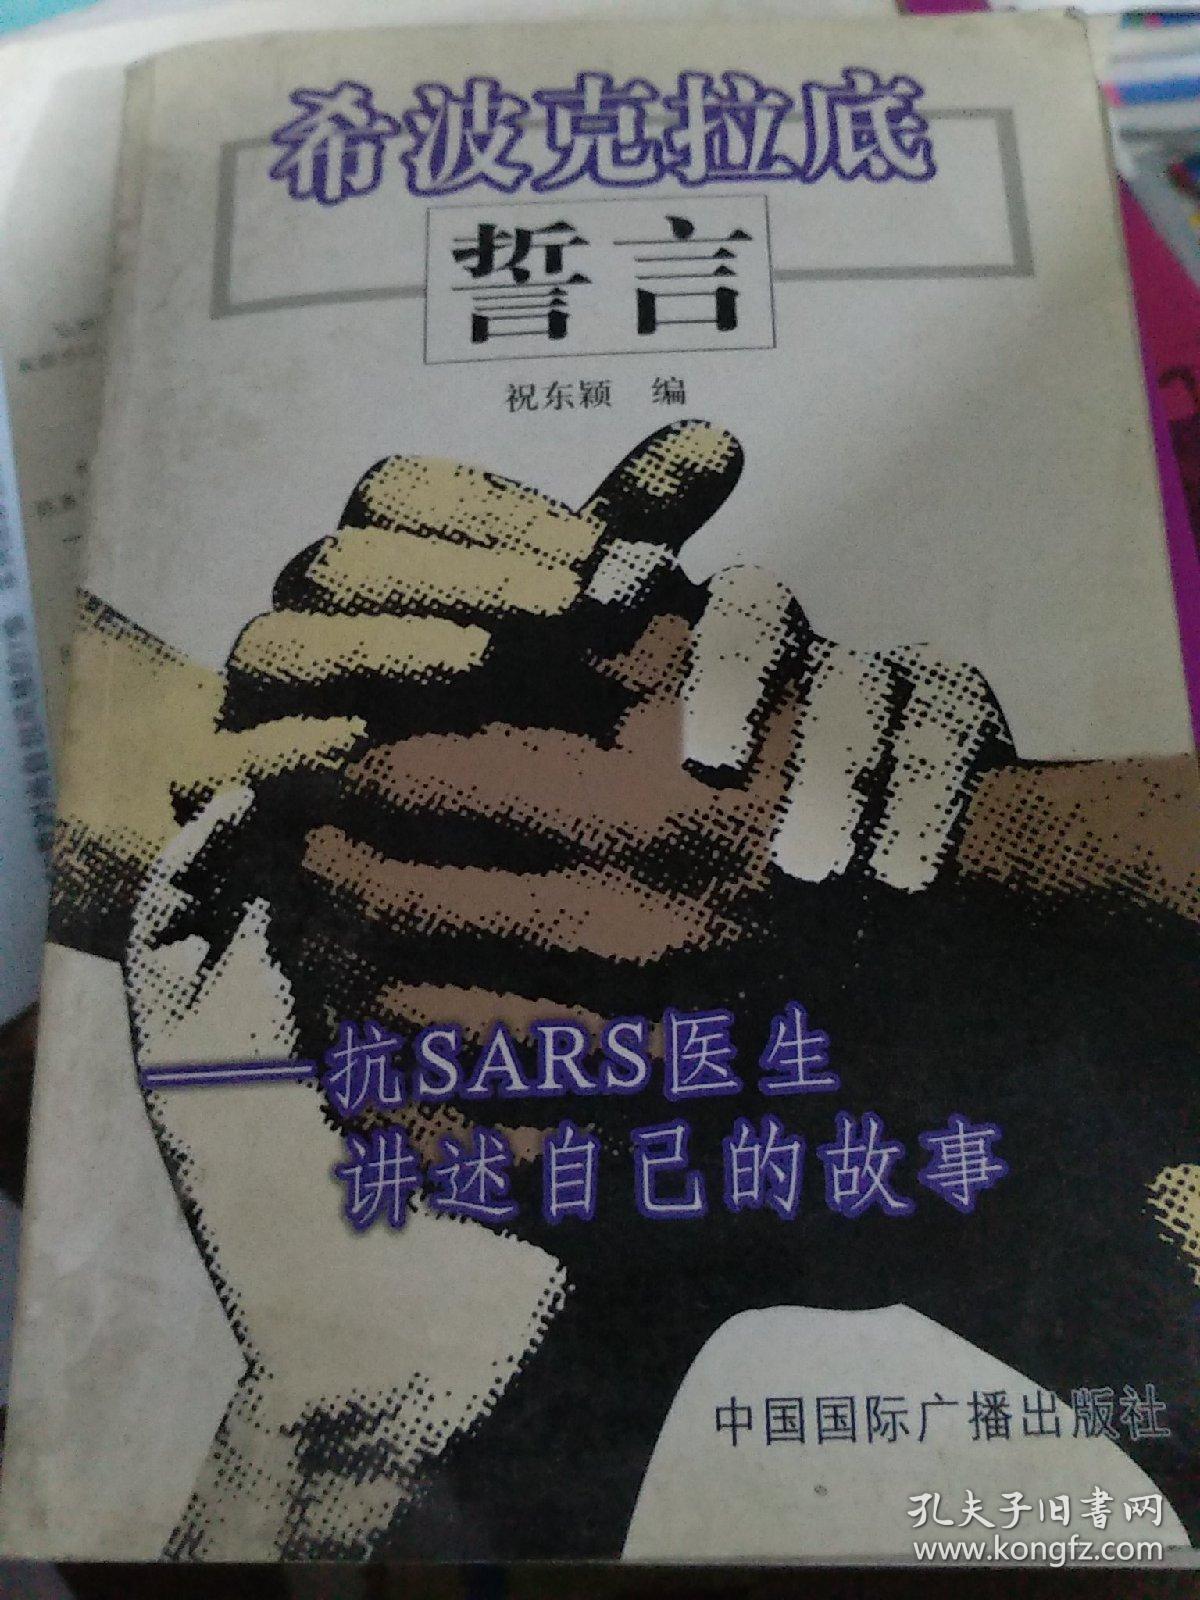 希波克拉底
誓言
祝东颖 编
——抗SARS医生
讲述自己的故事
中国国际广播出版社
孔夫子旧书网
www.kongfz.com